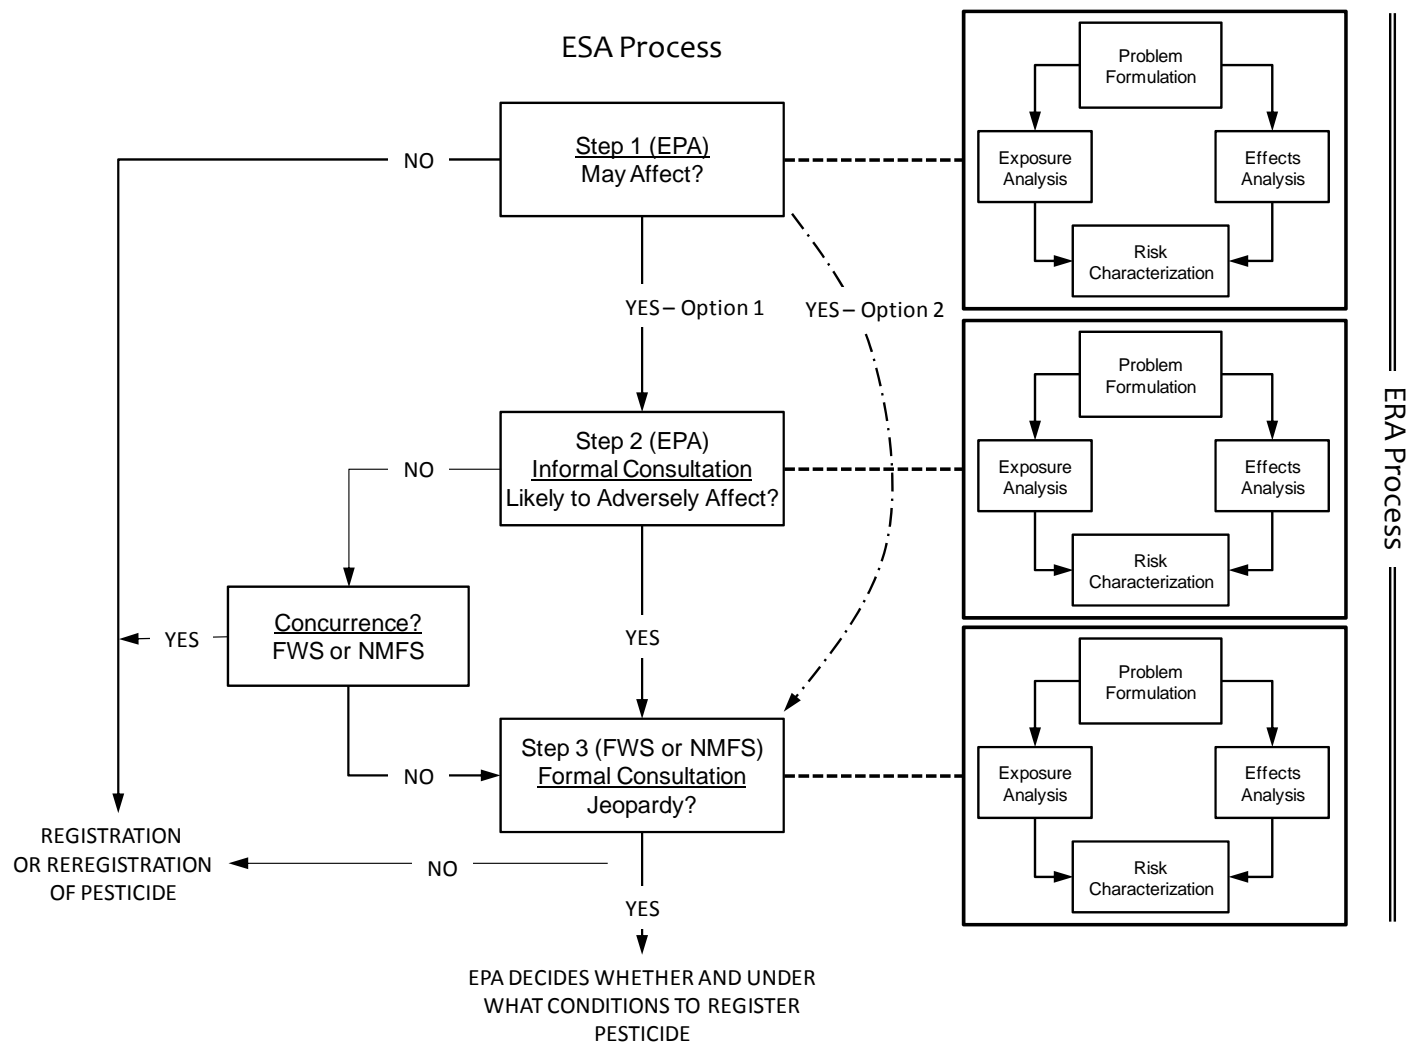 ESA Process
Step 1 (EPA)
May Affect?
NO
YES – Option 1
YES – Option 2
Step 2 (EPA)
Informal Consultation
Likely to Adversely Affect?
NO
Concurrence?
FWS or NMFS
YES
YES
NO
Step 3 (FWS or NMFS)
Formal Consultation
Jeopardy?
REGISTRATION
OR REREGISTRATION
OF PESTICIDE
NO
YES
EPA DECIDES WHETHER AND UNDER
WHAT CONDITIONS TO REGISTER
PESTICIDE
Problem
Formulation
Exposure
Analysis
Effects
Analysis
Risk
Characterization
Problem
Formulation
Exposure
Analysis
Effects
Analysis
Risk
Characterization
Problem
Formulation
Exposure
Analysis
Effects
Analysis
Risk
Characterization
ERA Process